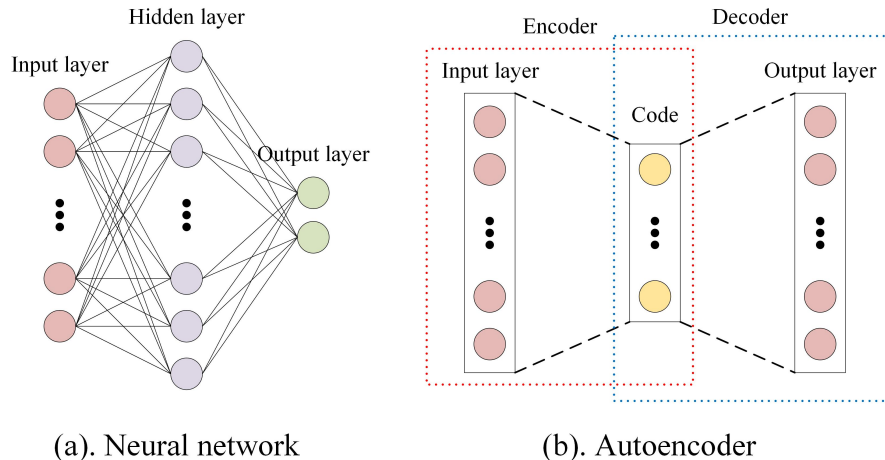 Hidden layer
Input layer
Output layer
(a). Neural network
Encoder
Decoder
Input layer
Code
Output layer
(b). Autoencoder